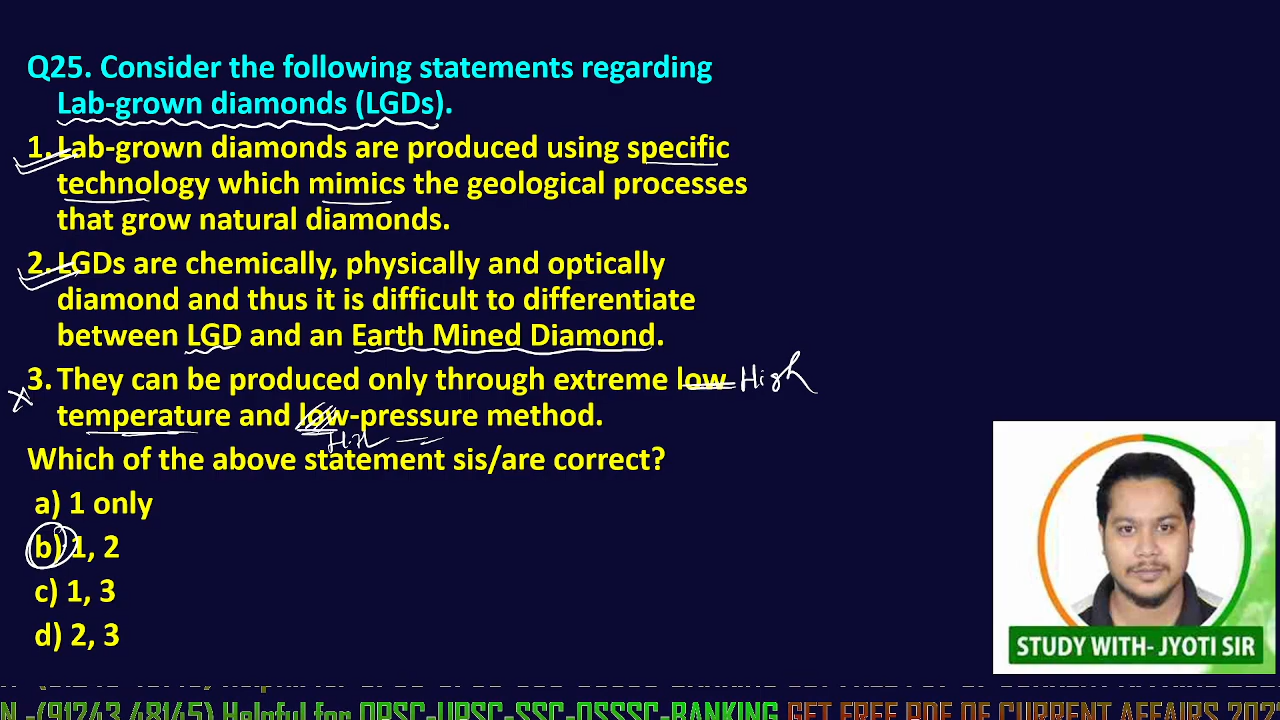 Q25. Consider the following statements regarding
Lab-grown diamonds (LGDs).
1. Lab-grown diamonds are produced using specific
technology which mimics the geological processes
that grow natural diamonds.
2. LGDs are chemically, physically and optically
diamond and thus it is difficult to differentiate
between LGD and an Earth Mined Diamond.
3. They can be produced only through extreme low High
temperature and low-pressure method.
Which of the above statement sis/are correct?
a) 1 only
b) 1, 2
c) 1, 3
d) 2, 3
STUDY WITH- JYOTI SIR
N -(91243 48145) Helpful for OPSC-UPSC-SSC-OSSSC-BANKING GET FREE PDF OF CURRENT AFFAIRS 202